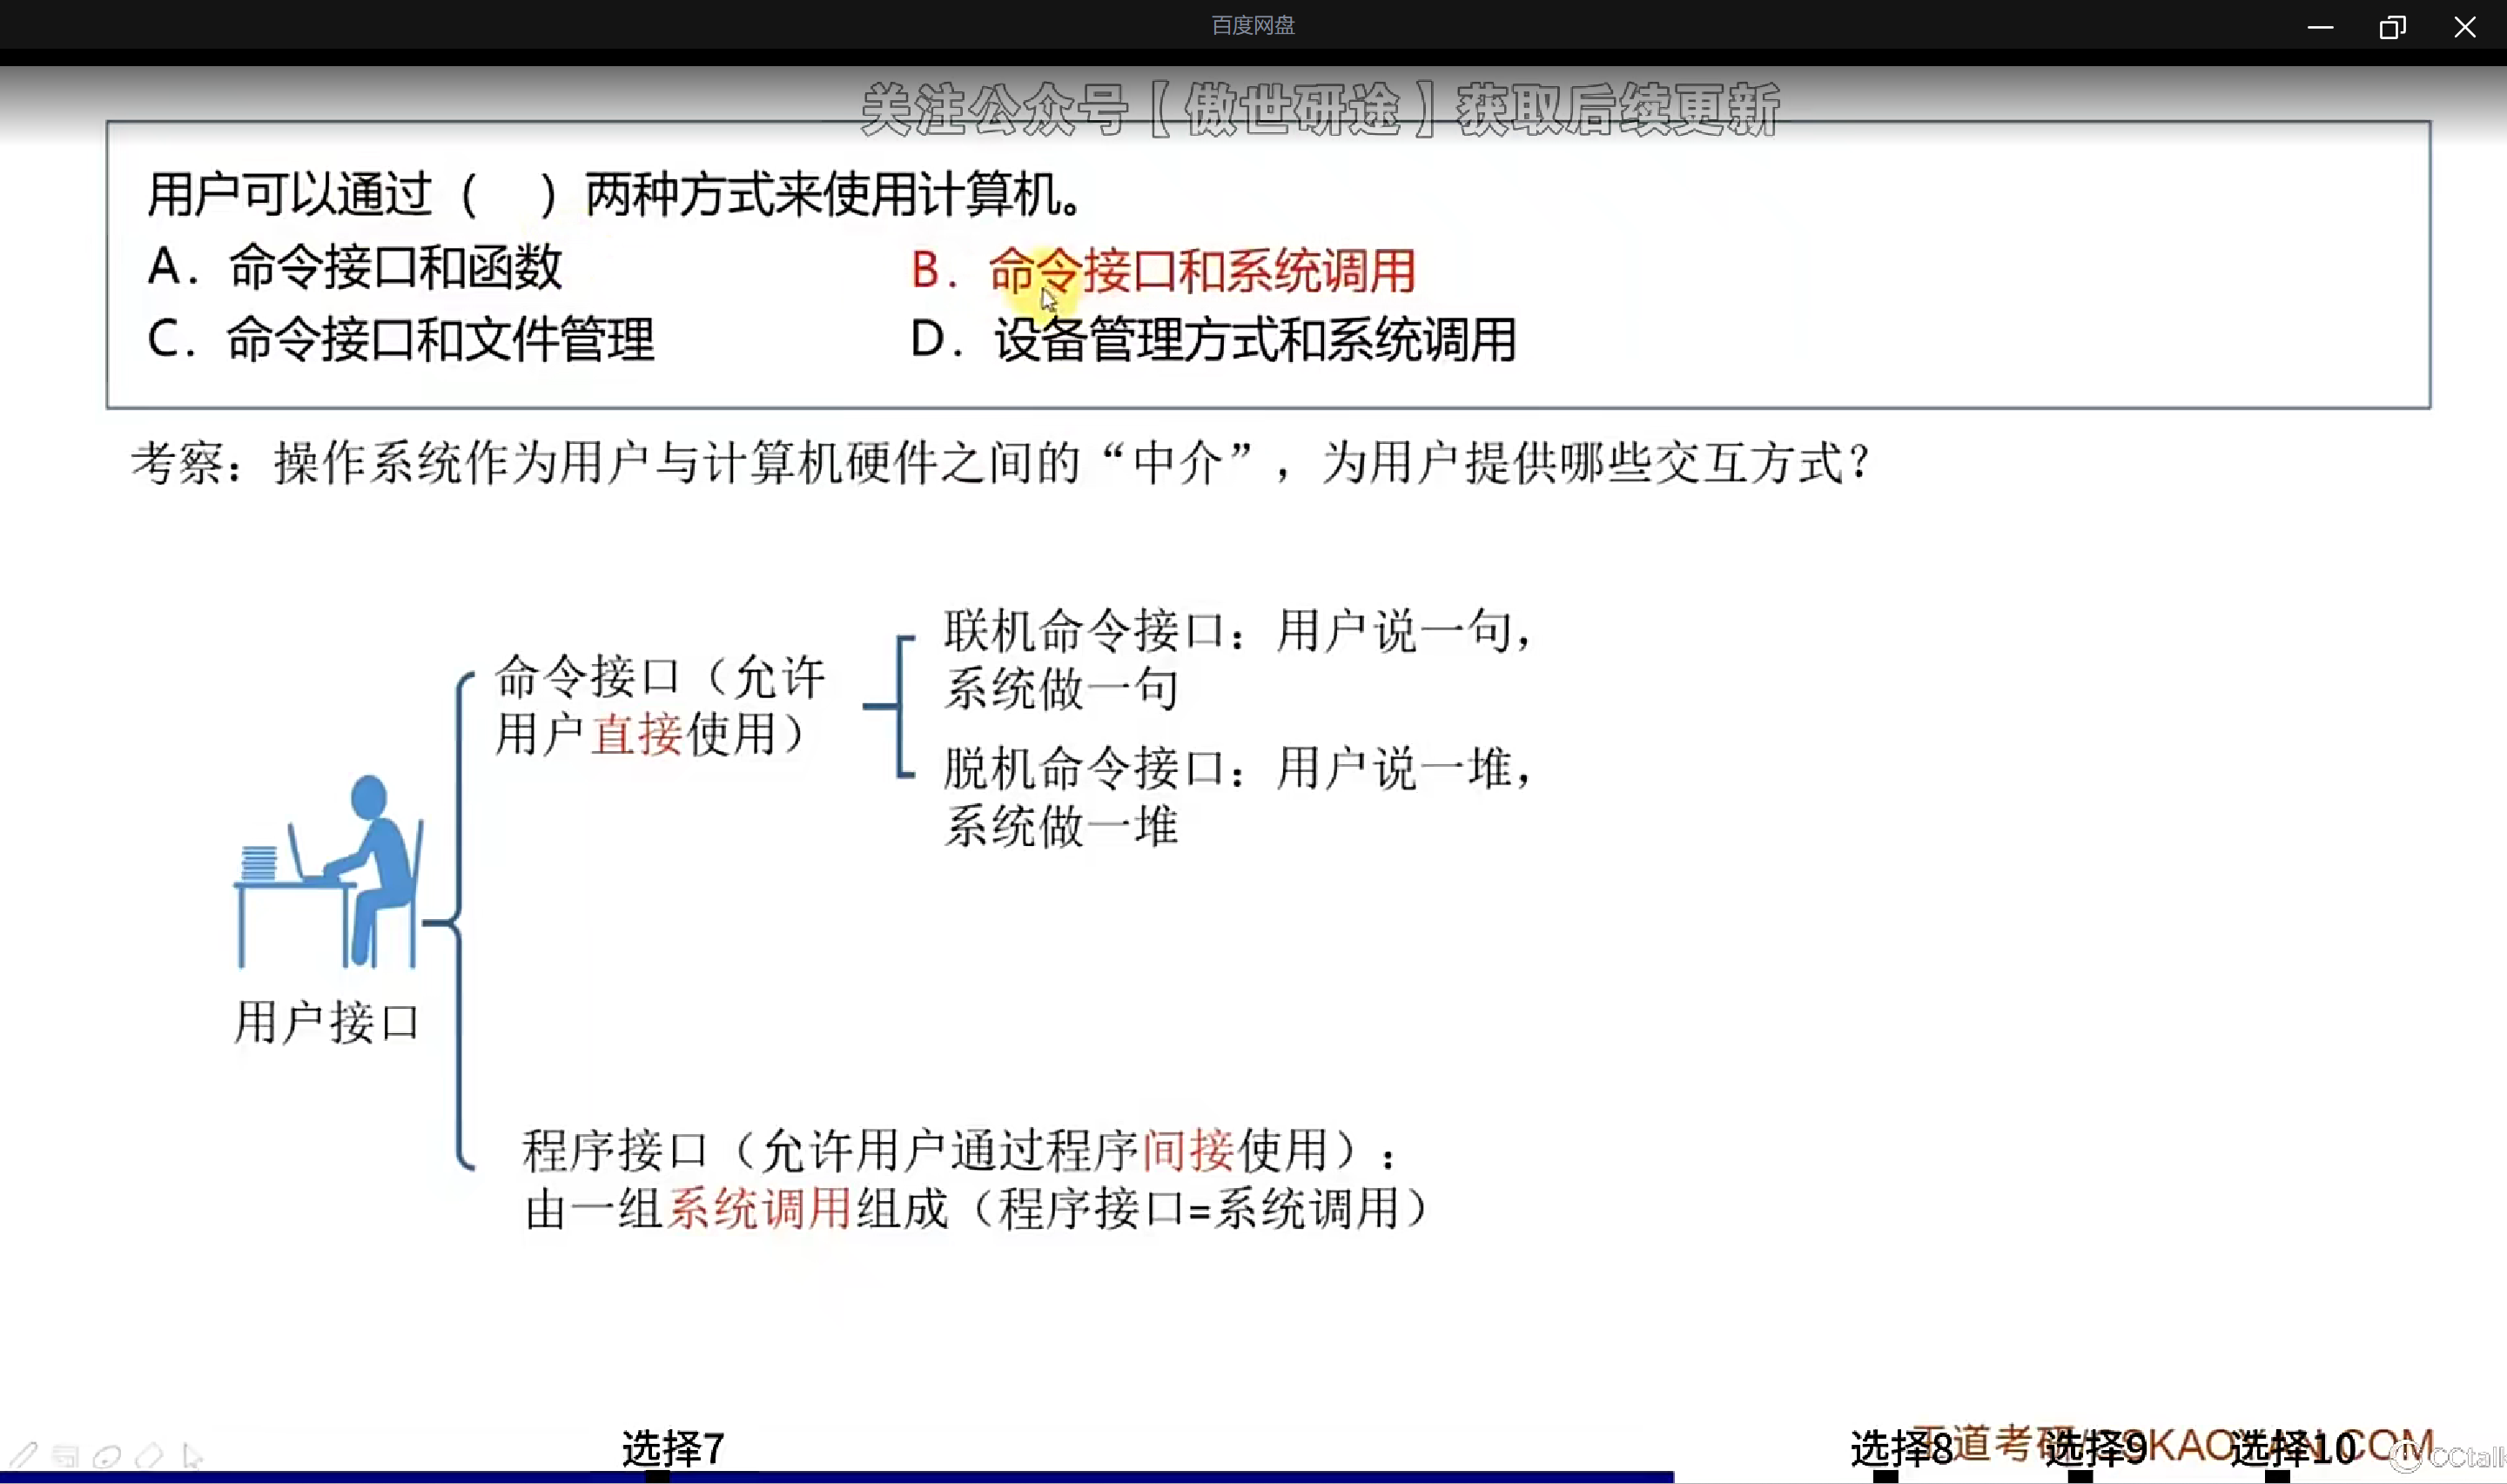 百度网盘
关注公众号【傲世研途】获取后续更新
用户可以通过（ ）两种方式来使用计算机。
A. 命令接口和函数
B. 命令接口和系统调用
C. 命令接口和文件管理
D. 设备管理方式和系统调用
考察：操作系统作为用户与计算机硬件之间的“中介”，为用户提供哪些交互方式？
联机命令接口：用户说一句，
系统做一句
命令接口（允许
用户直接使用）
脱机命令接口：用户说一堆，
系统做一堆
用户接口
程序接口（允许用户通过程序间接使用）：
由一组系统调用组成（程序接口=系统调用）
选择7
选择8
选择9
选择10
CCtalk